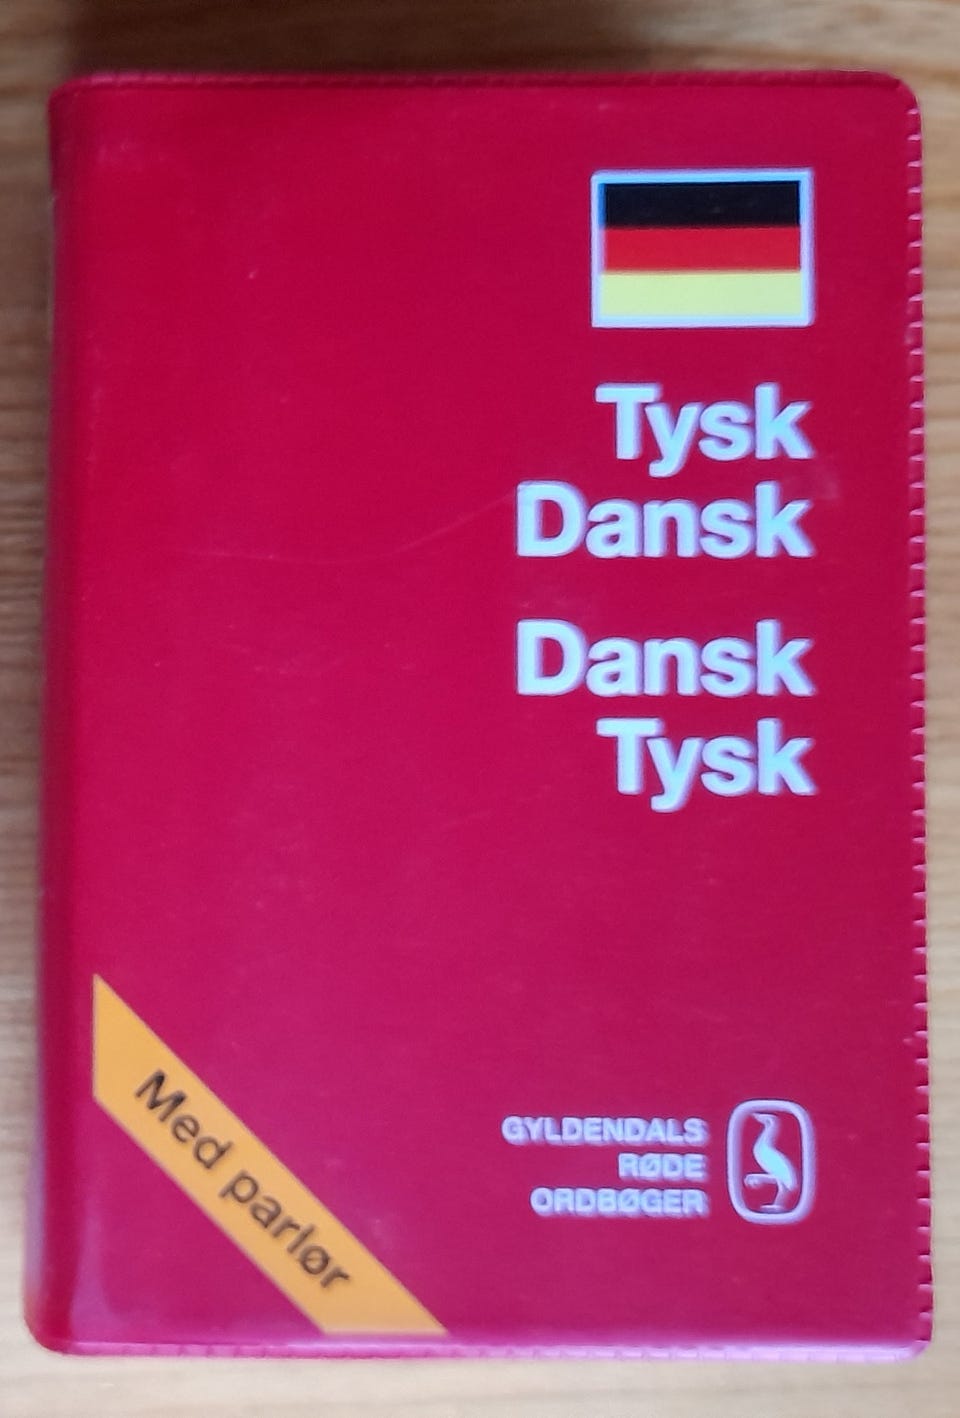 Tysk
Dansk
Dansk
Tysk
Med parlør
GYLDENDALS
RØDE
ORDBØGER